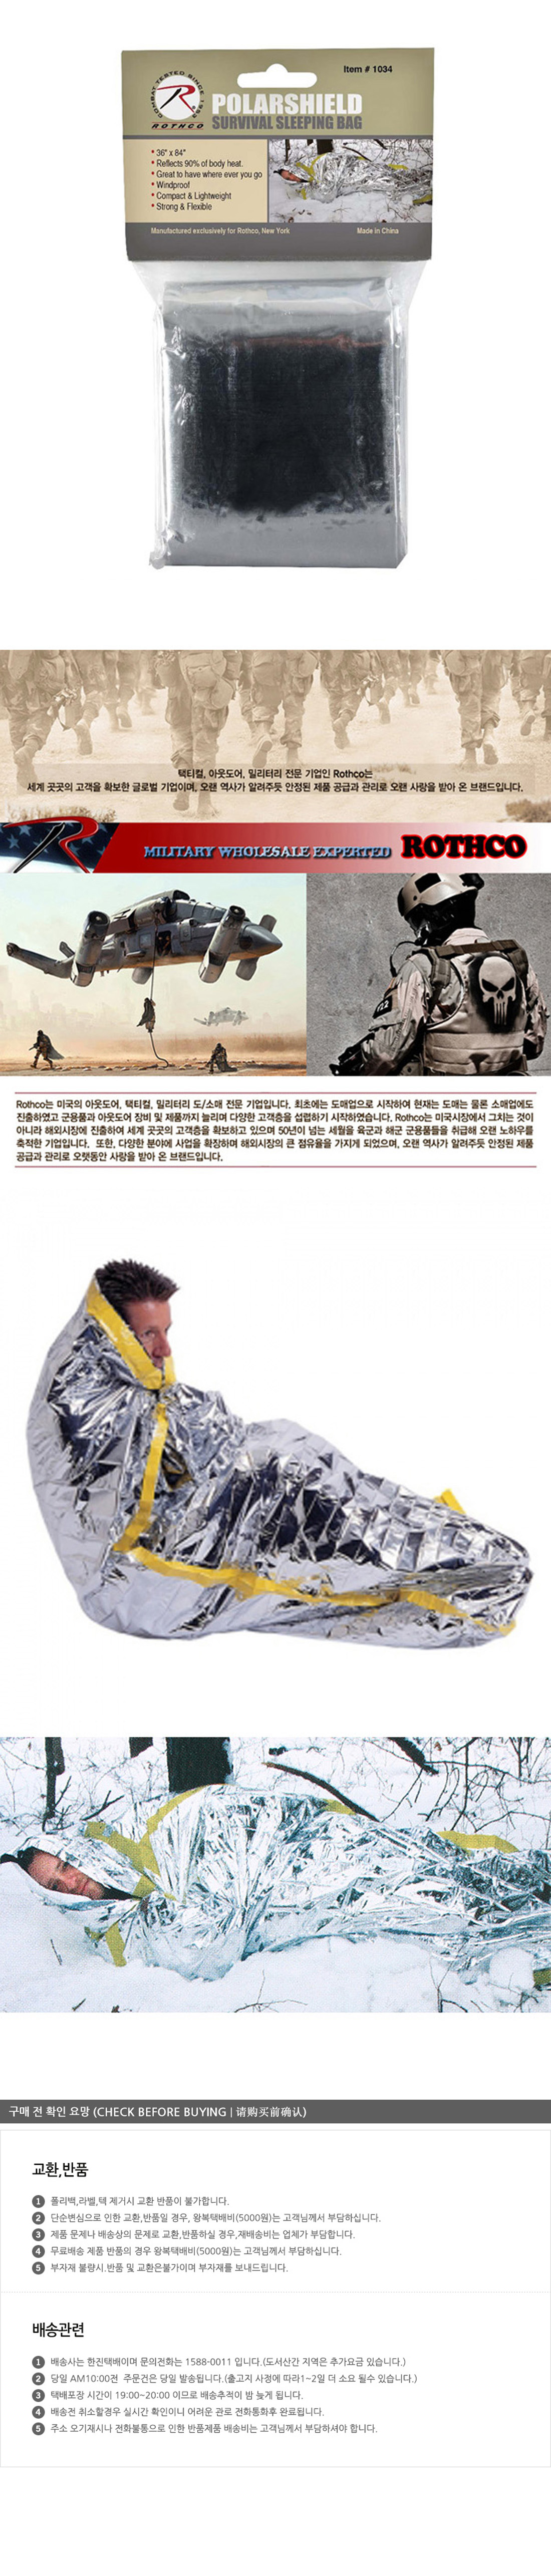 Item # 1034
COMBAT TESTED SINCE 1953
ROTHCO
POLARSHIELD
SURVIVAL SLEEPING BAG
• 36" x 84"
• Reflects 90% of body heat.
• Great to have where ever you go
• Windproof
• Compact & Lightweight
• Strong & Flexible
Manufactured exclusively for Rothco, New York Made in China
택티컬, 아웃도어, 밀리터리 전문 기업인 Rothco는
세계 곳곳의 고객을 확보한 글로벌 기업이며, 오랜 역사가 알려주듯 안정된 제품 공급과 관리로 오랜 사랑을 받아 온 브랜드입니다.
MILITARY WHOLESALE EXPERTED ROTHCO
Rothco는 미국의 아웃도어, 택티컬, 밀리터리 도/소매 전문 기업입니다. 최초에는 도매업으로 시작하여 현재는 도매는 물론 소매업에도
진출하였고 군용품과 아웃도어 장비 및 제품까지 늘리며 다양한 고객층을 섭렵하기 시작하였습니다. Rothco는 미국시장에서 그치는 것이
아니라 해외시장에 진출하여 세계 곳곳의 고객층을 확보하고 있으며 50년이 넘는 세월을 육군과 해군 군용품들을 취급해 오랜 노하우를
축적한 기업입니다. 또한, 다양한 분야에 사업을 확장하며 해외시장의 큰 점유율을 가지게 되었으며, 오랜 역사가 알려주듯 안정된 제품
공급과 관리로 오랫동안 사랑을 받아 온 브랜드입니다.
구매 전 확인 요망 (CHECK BEFORE BUYING | 请购买前确认)
교환,반품
1 폴리백,라벨,텍 제거시 교환 반품이 불가합니다.
2 단순변심으로 인한 교환,반품일 경우, 왕복택배비(5000원)는 고객님께서 부담하십니다.
3 제품 문제나 배송상의 문제로 교환,반품하실 경우,재배송비는 업체가 부담합니다.
4 무료배송 제품 반품의 경우 왕복택배비(5000원)는 고객님께서 부담하십니다.
5 부자재 불량시.반품 및 교환은불가이며 부자재를 보내드립니다.
배송관련
1 배송사는 한진택배이며 문의전화는 1588-0011 입니다.(도서산간 지역은 추가요금 있습니다.)
2 당일 AM10:00전 주문건은 당일 발송됩니다.(출고지 사정에 따라1~2일 더 소요 될수 있습니다.)
3 택배포장 시간이 19:00~20:00 이므로 배송추적이 밤 늦게 됩니다.
4 배송전 취소할경우 실시간 확인이니 어려운 관로 전화통화후 완료됩니다.
5 주소 오기재시나 전화불통으로 인한 반품제품 배송비는 고객님께서 부담하셔야 합니다.